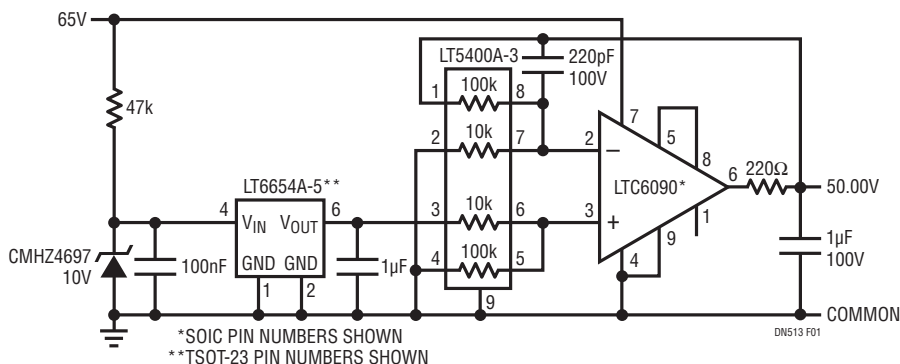 65V
LT5400A-3
220pF
100V
47k
1
100k
8
2
10k
7
2
–
7
5
8
LTC6090*
6
220Ω
50.00V
LT6654A-5**
4
VIN
VOUT
6
3
10k
6
3
+
1
CMHZ4697
10V
100nF
GND
GND
1µF
4
100k
5
4
9
1µF
100V
1
2
9
COMMON
*SOIC PIN NUMBERS SHOWN
**TSOT-23 PIN NUMBERS SHOWN
DN513 F01